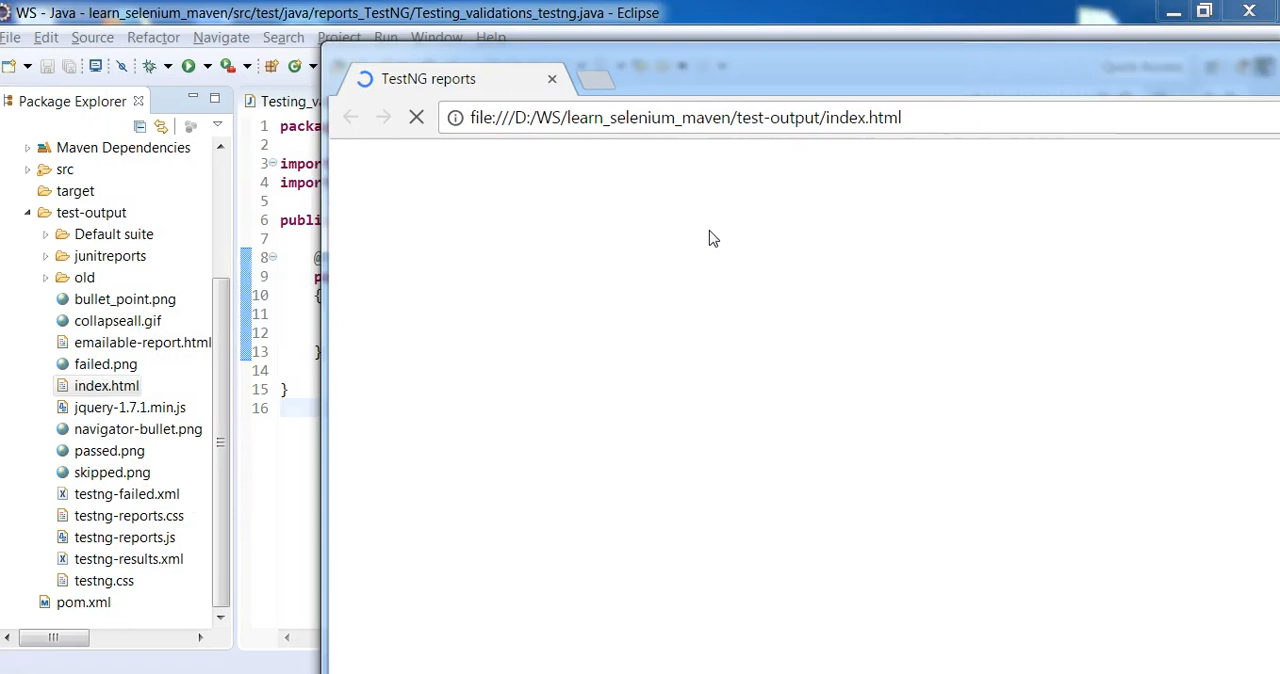 WS - Java - learn_selenium_maven/src/test/java/reports_TestNG/Testing_validations_testng.java - Eclipse
File Edit Source Refactor Navigate Search Project Run Window Help
Quick Access
TestNG reports
file:///D:/WS/learn_selenium_maven/test-output/index.html
Package Explorer
Maven Dependencies
src
target
test-output
Default suite
junitreports
old
bullet_point.png
collapseall.gif
emailable-report.html
failed.png
index.html
jquery-1.7.1.min.js
navigator-bullet.png
passed.png
skipped.png
testng-failed.xml
testng-reports.css
testng-reports.js
testng-results.xml
testng.css
pom.xml
Testing_va
1 packa
2
3 impor
4 impor
5
6 publi
7
8 @
9 p
10 {
11
12
13 }
14
15 }
16